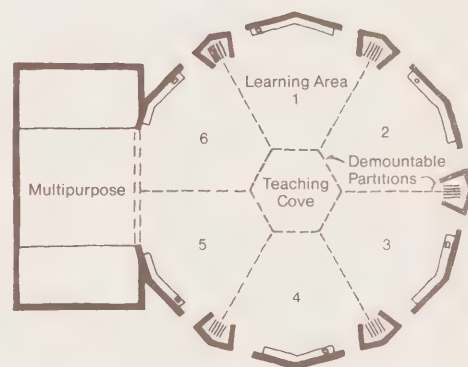 Learning Area
1
2
6
Demountable
Partitions
Multipurpose
Teaching
Cove
5
3
4